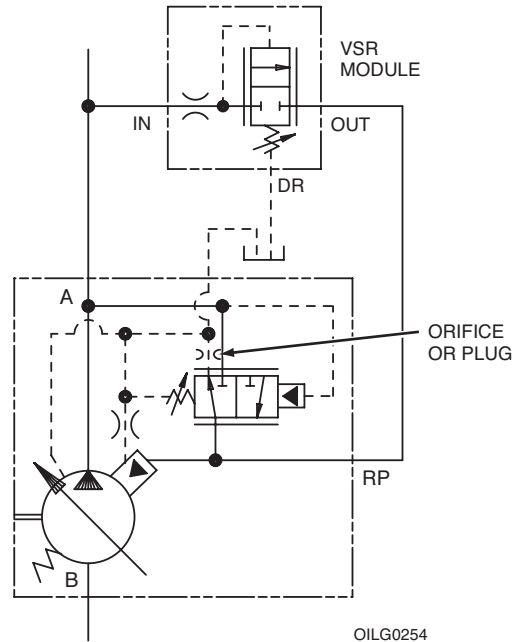 VSR
MODULE
IN
OUT
DR
A
ORIFICE
OR PLUG
RP
B
OILG0254